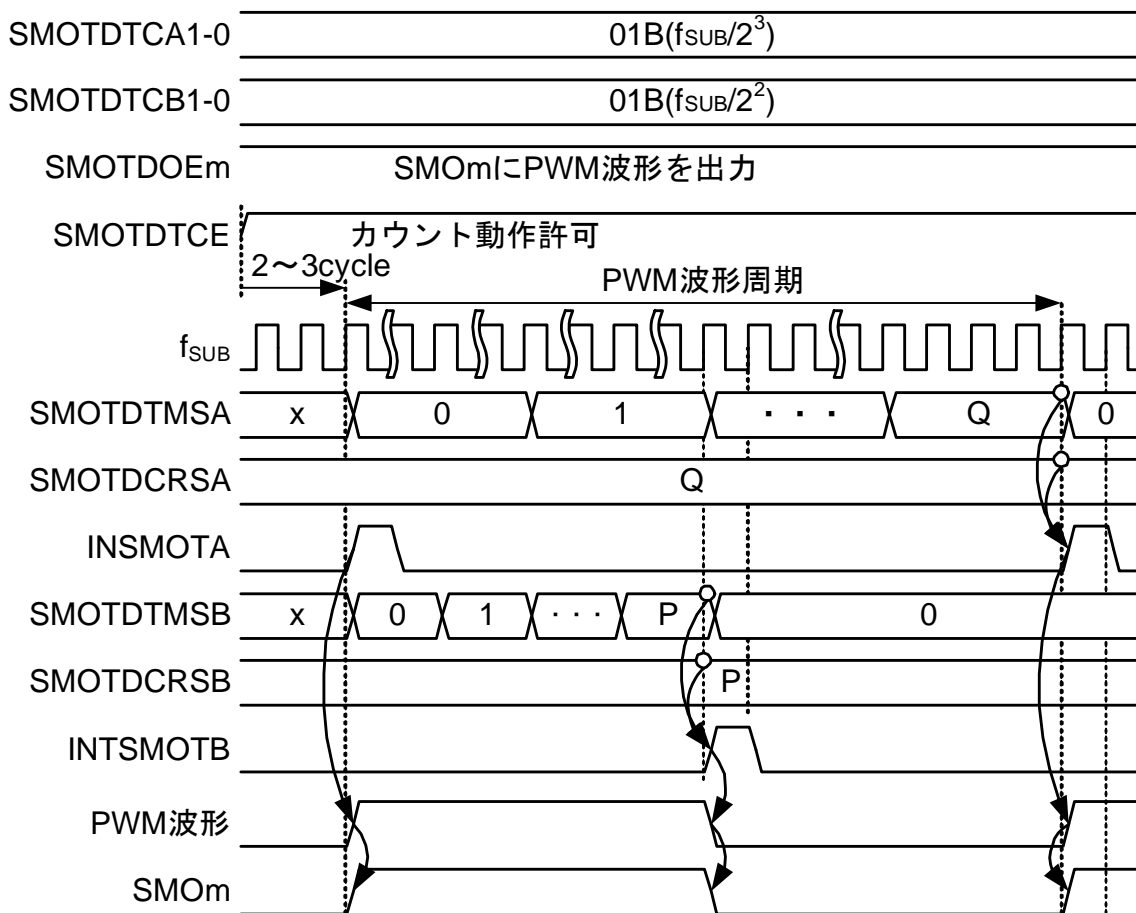 SMOTDTCA1-0 01B(fSUB/2³)
SMOTDTCB1-0 01B(fSUB/2²)
SMOTDOEm SMOmにPWM波形を出力
SMOTDTCE カウント動作許可
2～3cycle PWM波形周期
fSUB
SMOTDTMSA x 0 1 ・・・ Q 0
SMOTDCRSA Q
INSMOTA
SMOTDTMSB x 0 1 ・・・ P 0
SMOTDCRSB P
INTSMOTB
PWM波形
SMOm